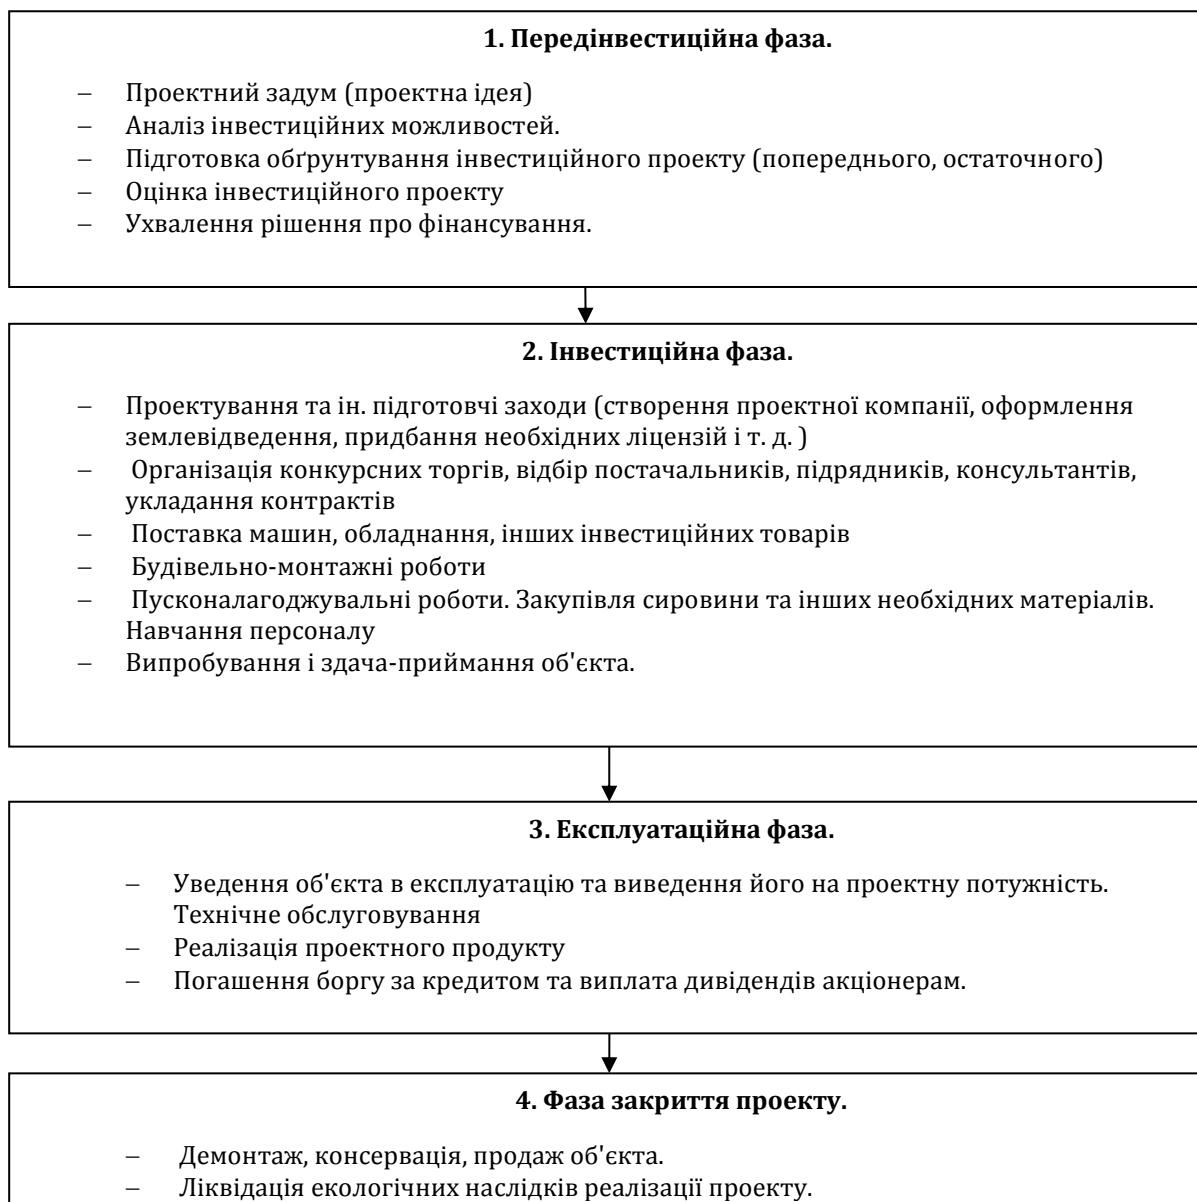 1. Передінвестиційна фаза.
– Проектний задум (проектна ідея)
– Аналіз інвестиційних можливостей.
– Підготовка обґрунтування інвестиційного проекту (попереднього, остаточного)
– Оцінка інвестиційного проекту
– Ухвалення рішення про фінансування.
2. Інвестиційна фаза.
– Проектування та ін. підготовчі заходи (створення проектної компанії, оформлення
землевідведення, придбання необхідних ліцензій і т. д. )
– Організація конкурсних торгів, відбір постачальників, підрядників, консультантів,
укладання контрактів
– Поставка машин, обладнання, інших інвестиційних товарів
– Будівельно-монтажні роботи
– Пусконалагоджувальні роботи. Закупівля сировини та інших необхідних матеріалів.
Навчання персоналу
– Випробування і здача-приймання об'єкта.
3. Експлуатаційна фаза.
– Уведення об'єкта в експлуатацію та виведення його на проектну потужність.
Технічне обслуговування
– Реалізація проектного продукту
– Погашення боргу за кредитом та виплата дивідендів акціонерам.
4. Фаза закриття проекту.
– Демонтаж, консервація, продаж об'єкта.
– Ліквідація екологічних наслідків реалізації проекту.